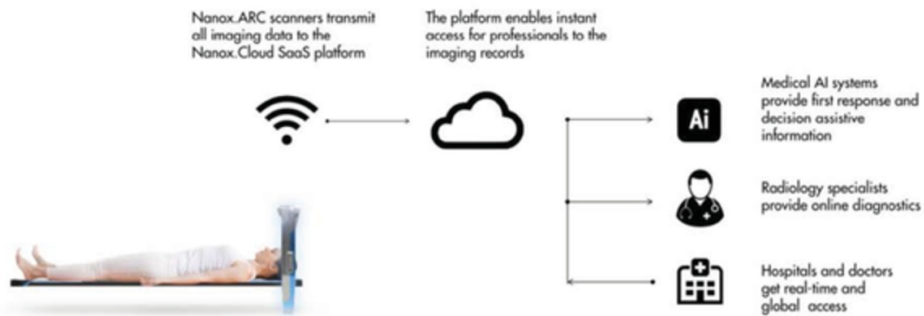 Nanox.ARC scanners transmit
all imaging data to the
Nanox.Cloud SaaS platform
The platform enables instant
access for professionals to the
imaging records
Medical AI systems
provide first response and
decision assistive
information
Ai
Radiology specialists
provide online diagnostics
Hospitals and doctors
get real-time and
global access